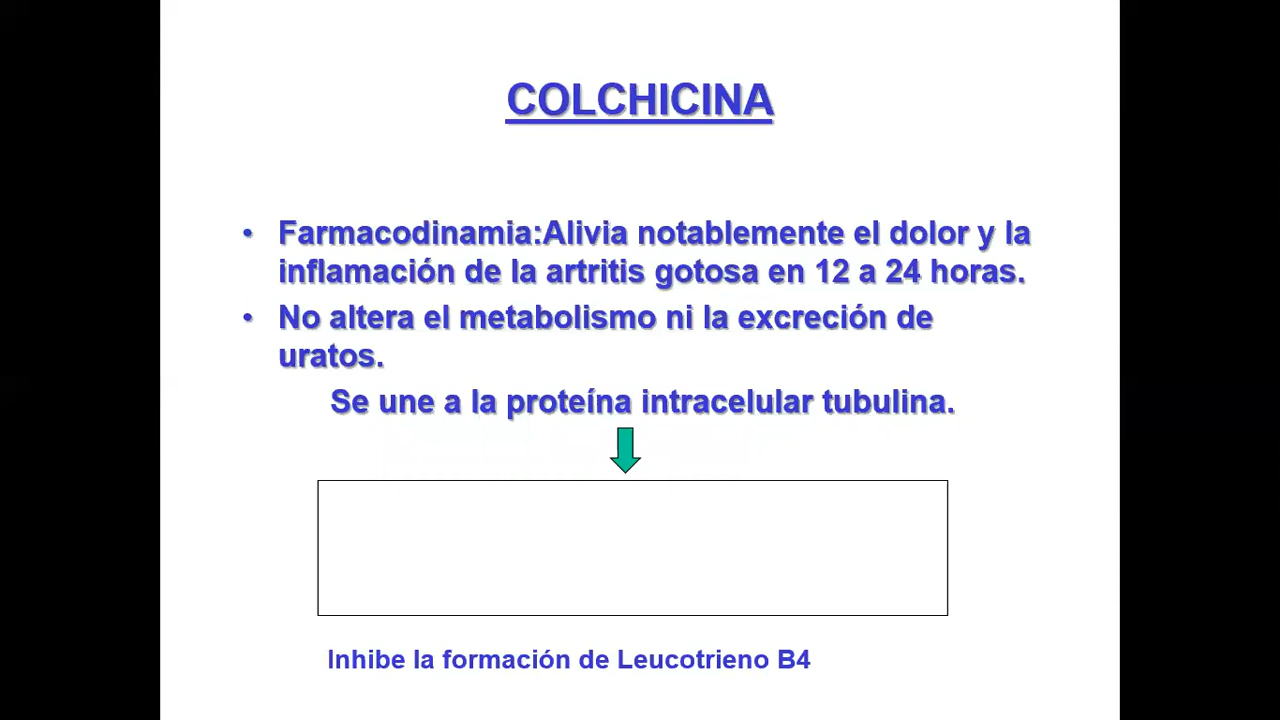 COLCHICINA
• Farmacodinamia:Alivia notablemente el dolor y la
inflamación de la artritis gotosa en 12 a 24 horas.
• No altera el metabolismo ni la excreción de
uratos.
Se une a la proteína intracelular tubulina.
Inhibe la formación de Leucotrieno B4